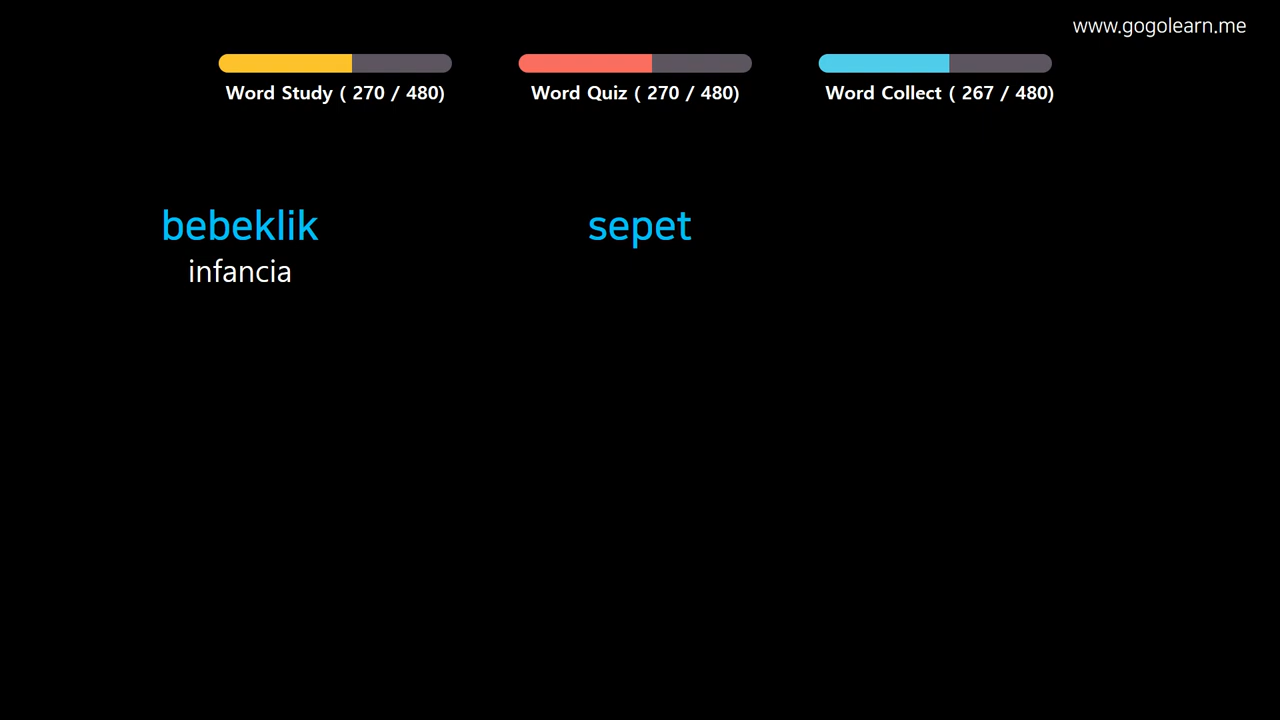 www.gogolearn.me
Word Study ( 270 / 480)
Word Quiz ( 270 / 480)
Word Collect ( 267 / 480)
bebeklik
infancia
sepet